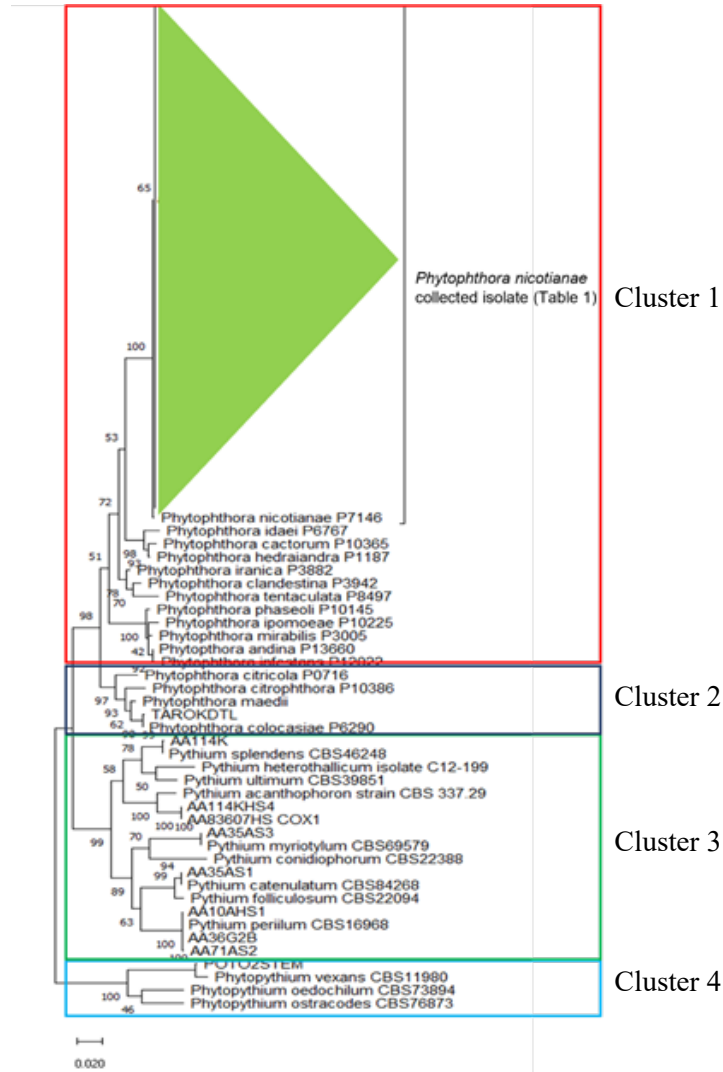 65
Phytophthora nicotianae
collected isolate (Table 1)
Cluster 1
100
53
72
Phytophthora nicotianae P7146
Phytophthora idaei P6767
Phytophthora cactorum P10365
98
Phytophthora hedraiandra P1187
51
93
Phytophthora iranica P3882
Phytophthora clandestina P3942
78
Phytophthora tentaculata P8497
70
Phytophthora phaseoli P10145
98
Phytophthora ipomoeae P10225
100
Phytophthora mirabilis P3005
42
Phytopthora andina P13660
Phytophthora infestans P12022
92
Phytophthora citricola P0716
Phytophthora citrophthora P10386
97
Phytophthora maedii
Cluster 2
93
TAROKDTL
62
Phytophthora colocasiae P6290
AA114K
78
Pythium splendens CBS46248
58
Pythium heterothallicum isolate C12-199
Pythium ultimum CBS39851
50
Pythium acanthophoron strain CBS 337.29
AA114KHS4
100
100
100
AA83607HS COX1
70
AA35AS3
99
Pythium myriotylum CBS69579
Cluster 3
Pythium conidiophorum CBS22388
94
99
AA35AS1
89
Pythium catenulatum CBS84268
Pythium folliculosum CBS22094
63
AA10AHS1
Pythium periilum CBS16968
100
AA36G2B
AA71AS2
POTO2STEM
Phytopythium vexans CBS11980
Cluster 4
100
Phytopythium oedochilum CBS73894
46
Phytopythium ostracodes CBS76873
0.020